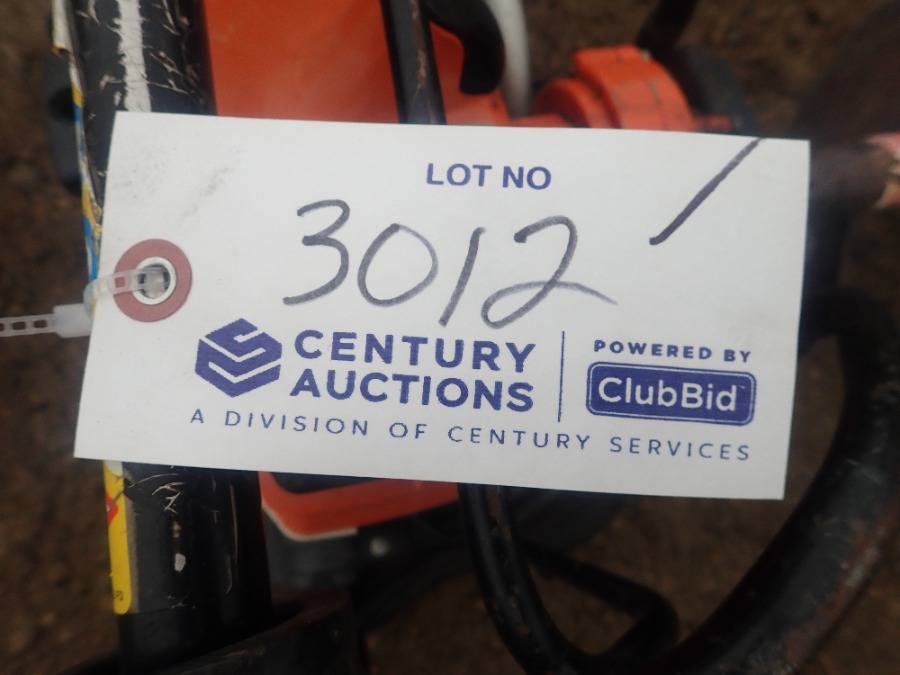 LOT NO
3012
CENTURY
AUCTIONS
A DIVISION OF CENTURY SERVICES
POWERED BY
ClubBid